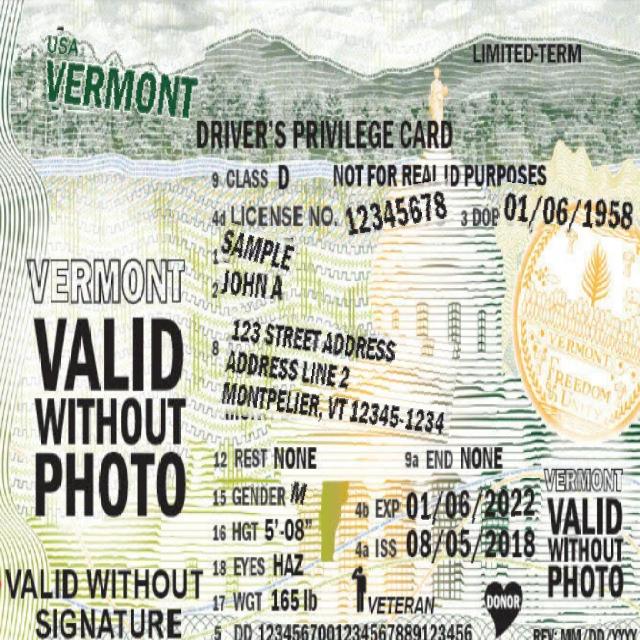 USA
VERMONT
LIMITED-TERM
DRIVER'S PRIVILEGE CARD
9 CLASS D NOT FOR REAL ID PURPOSES
4d LICENSE NO. 12345678 3 DOB 01/06/1958
1 SAMPLE
2 JOHN A
8 123 STREET ADDRESS
ADDRESS LINE 2
MONTPELIER, VT 12345-1234
VERMONT
VALID
WITHOUT
PHOTO
VERMONT
FREEDOM
& UNITY
12 REST NONE 9a END NONE
15 GENDER M 4b EXP 01/06/2022
16 HGT 5'-08" 4a ISS 08/05/2018
18 EYES HAZ
17 WGT 165 lb VETERAN DONOR
VERMONT
VALID
WITHOUT
PHOTO
VALID WITHOUT
SIGNATURE
5 DD 1234567001234567889123456
REV: MM/DD/YYYY